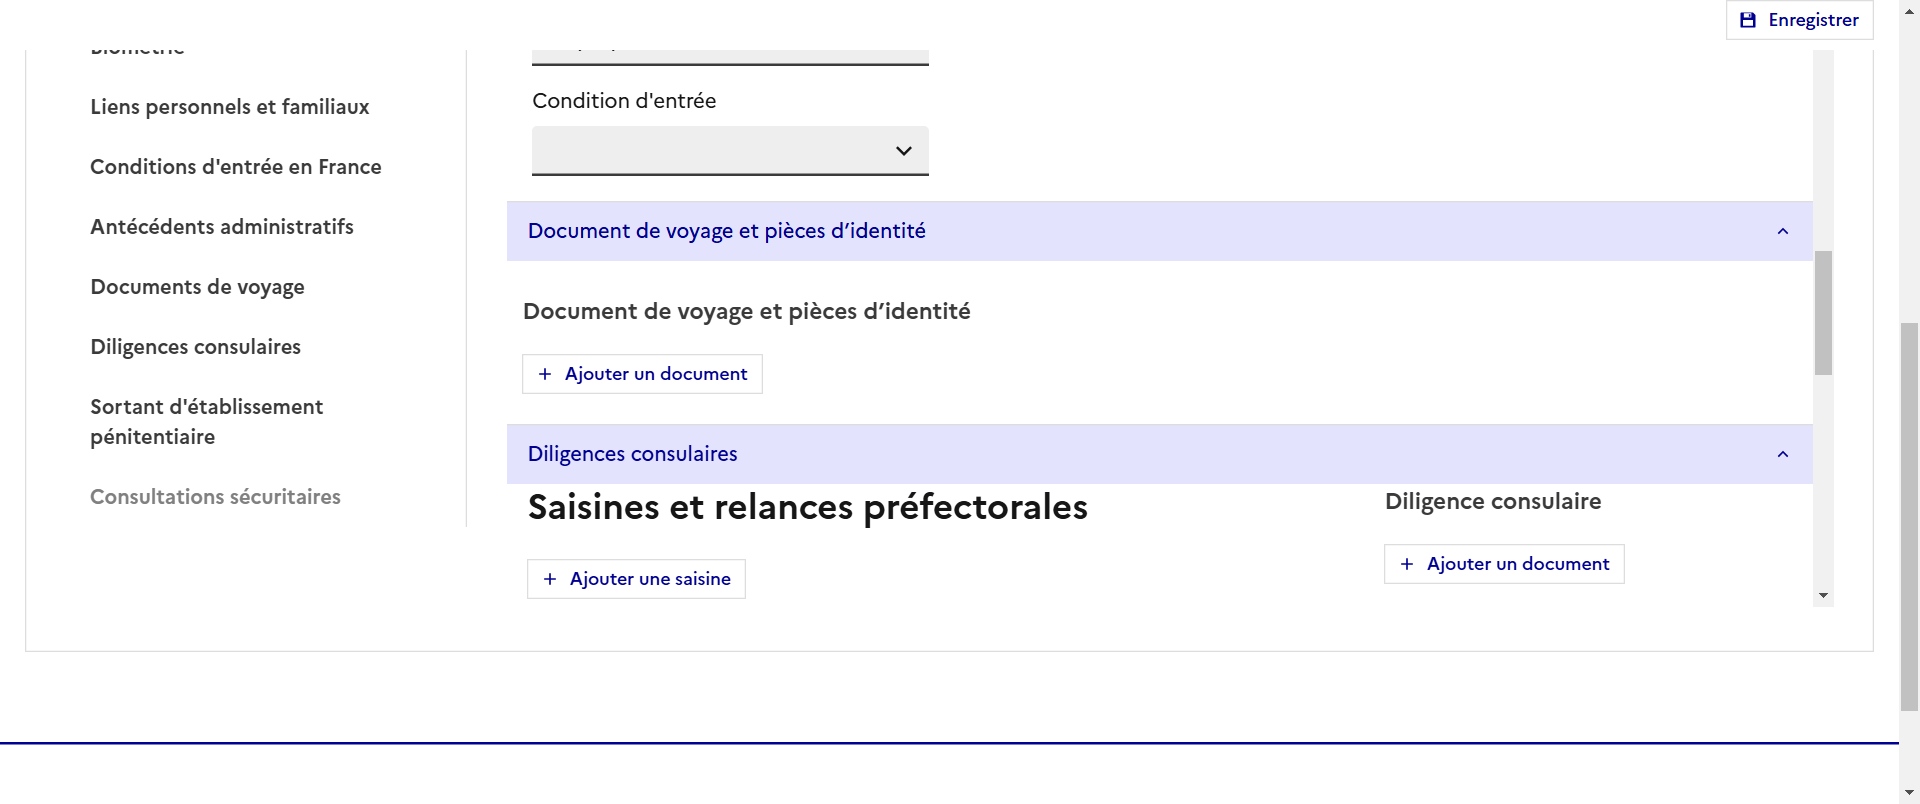 Enregistrer
Biométrie
Liens personnels et familiaux
Conditions d'entrée en France
Antécédents administratifs
Documents de voyage
Diligences consulaires
Sortant d'établissement
pénitentiaire
Consultations sécuritaires
Condition d'entrée
Document de voyage et pièces d’identité
Document de voyage et pièces d’identité
Ajouter un document
Diligences consulaires
Saisines et relances préfectorales
Ajouter une saisine
Diligence consulaire
Ajouter un document